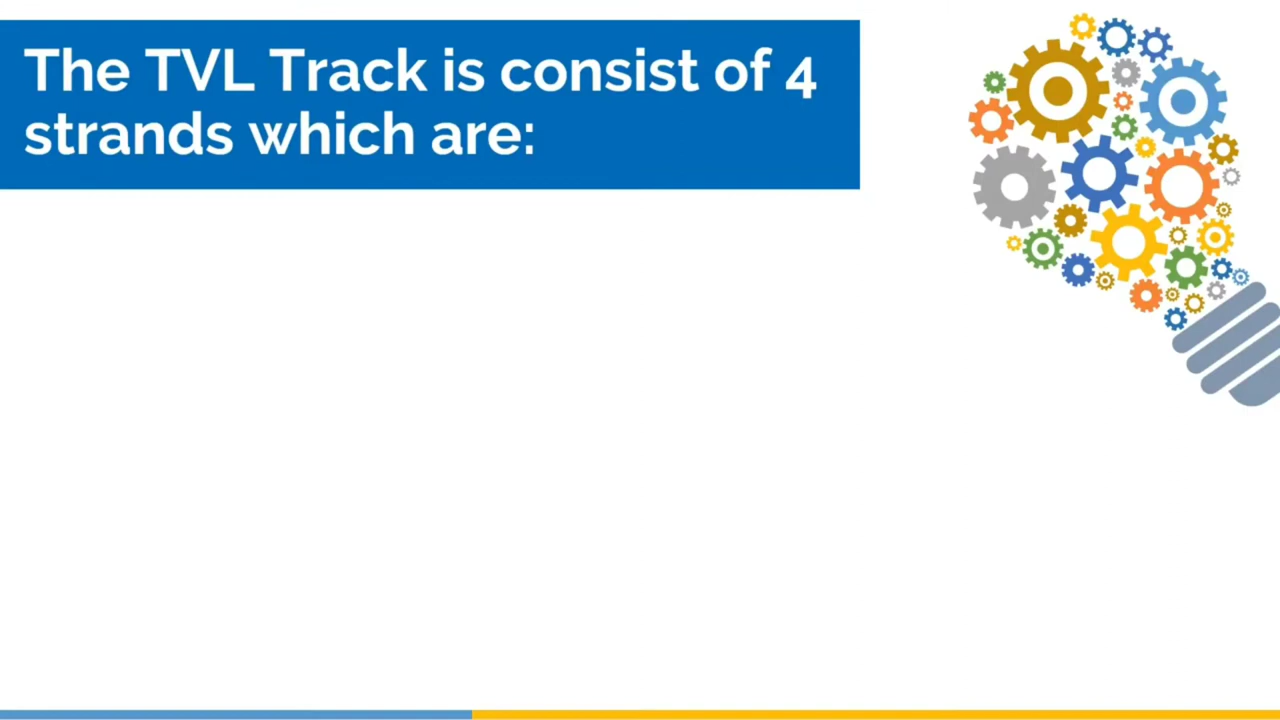 The TVL Track is consist of 4
strands which are: